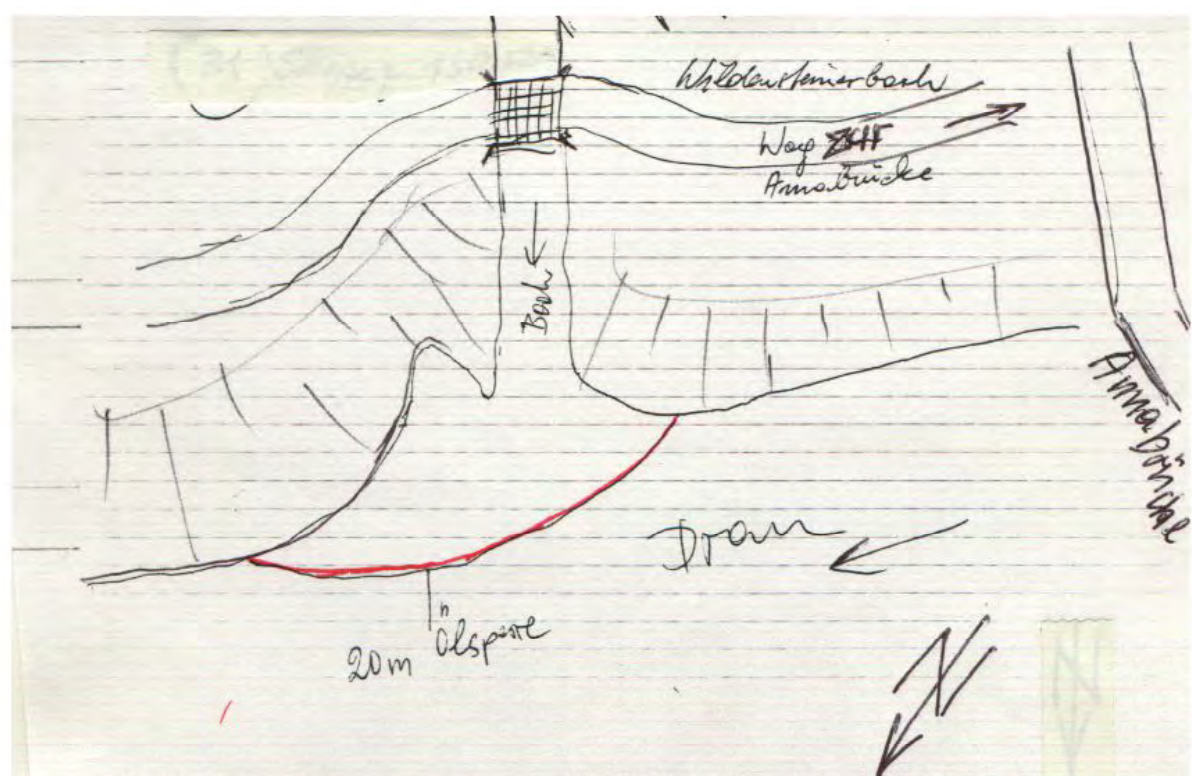 Wildensteinerbach
Weg
Annabrücke
Bach
Annabrücke
Drau
Ölsperre
20m
N